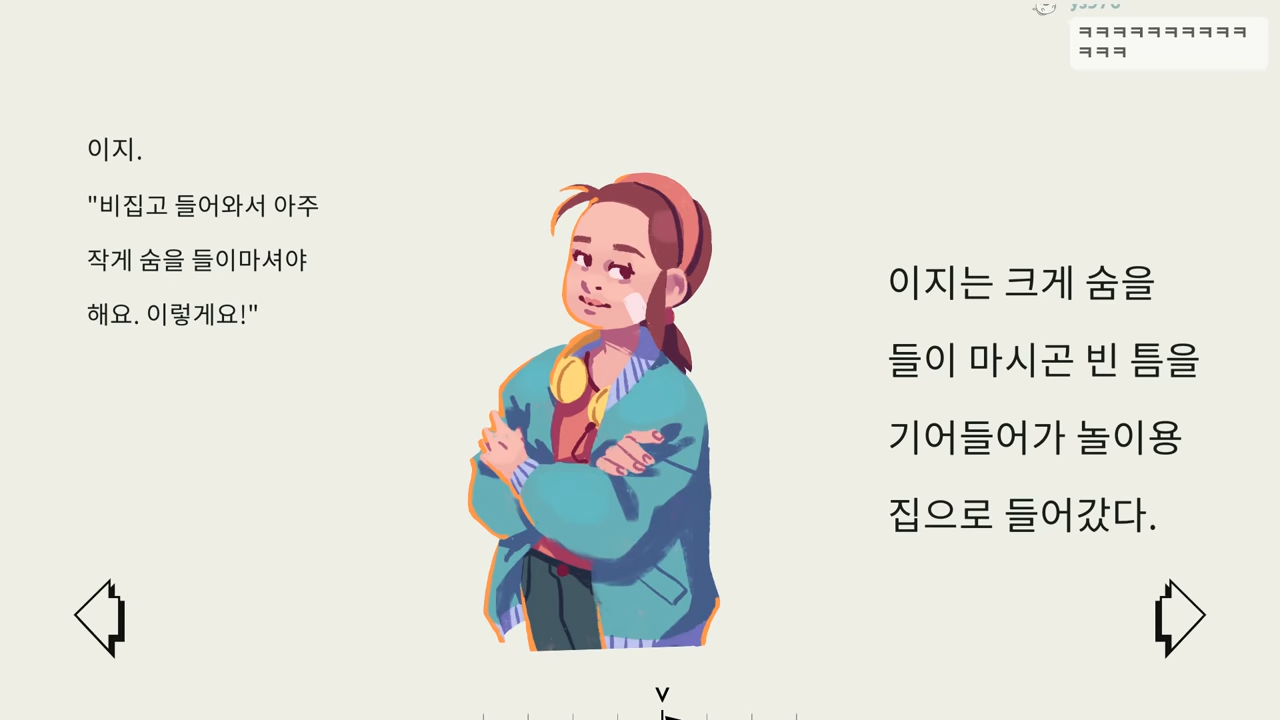 ㅋㅋㅋㅋㅋㅋㅋㅋㅋㅋ
ㅋㅋㅋ
이지.
"비집고 들어와서 아주
작게 숨을 들이마셔야
해요. 이렇게요!"
이지는 크게 숨을
들이 마시곤 빈 틈을
기어들어가 놀이용
집으로 들어갔다.